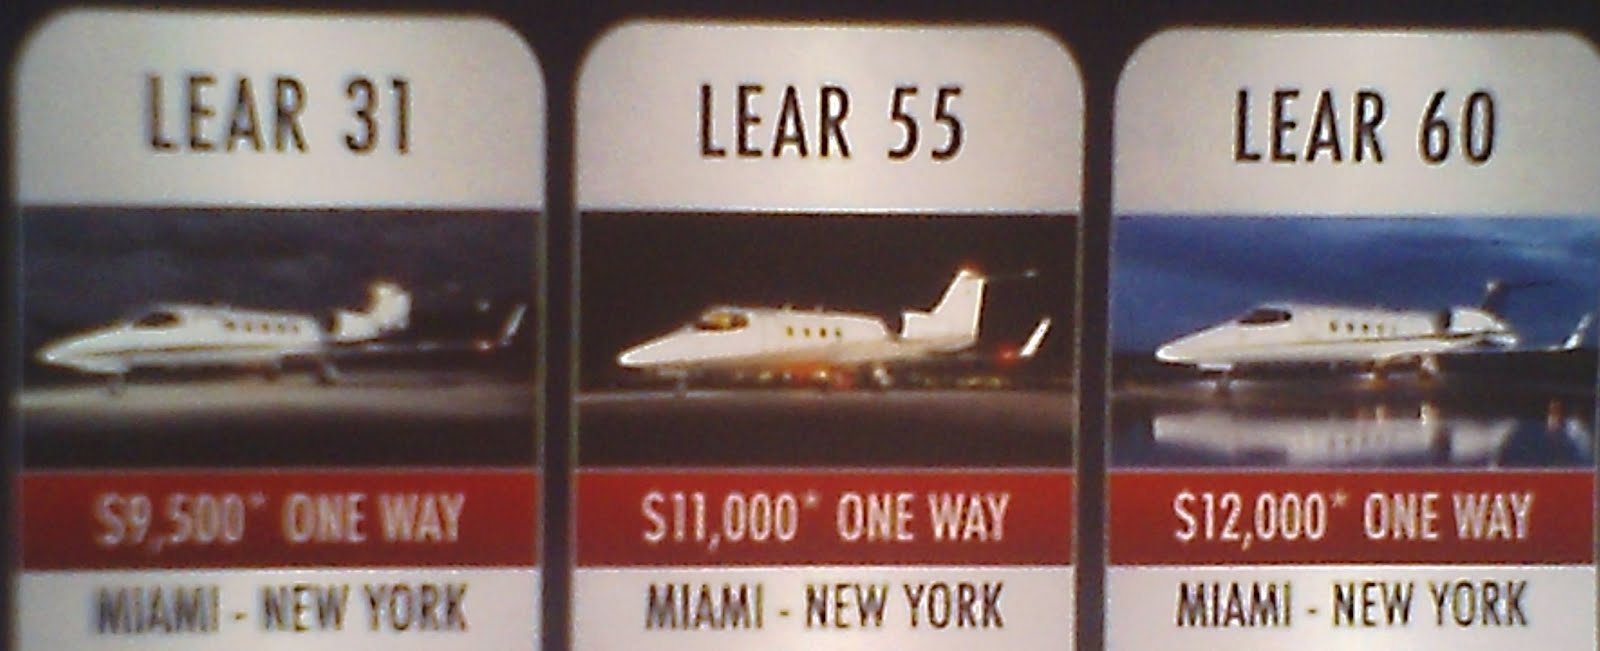 LEAR 31
$9,500* ONE WAY
MIAMI - NEW YORK
LEAR 55
$11,000* ONE WAY
MIAMI - NEW YORK
LEAR 60
$12,000* ONE WAY
MIAMI - NEW YORK